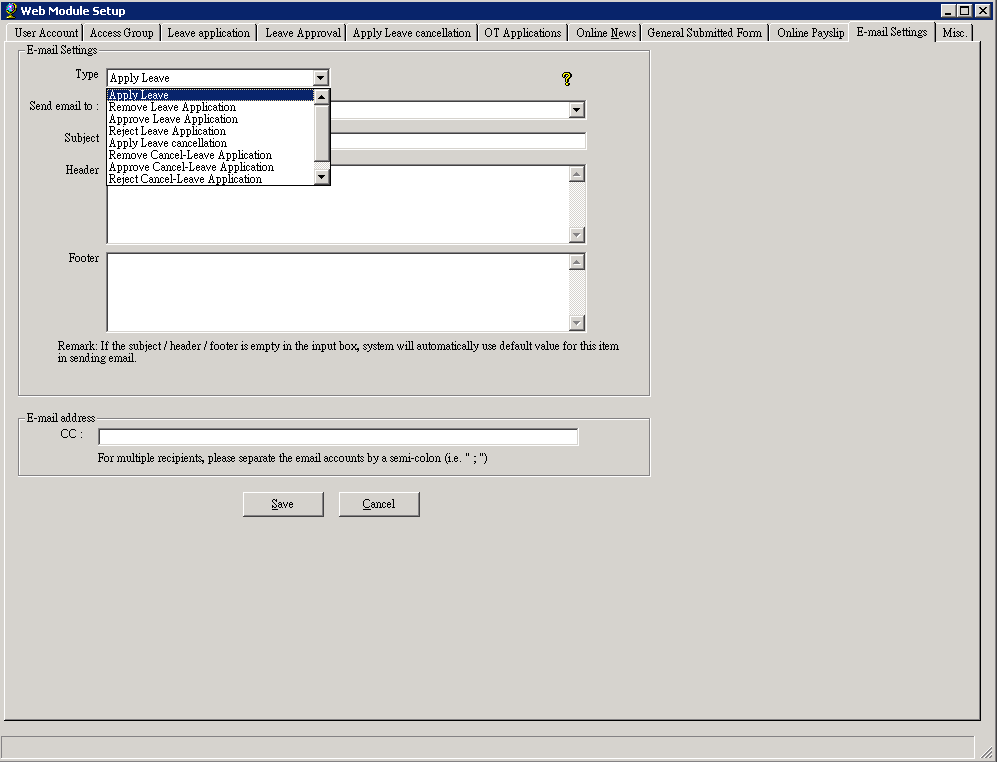 Web Module Setup
User Account Access Group Leave application Leave Approval Apply Leave cancellation OT Applications Online News General Submitted Form Online Payslip E-mail Settings Misc.
E-mail Settings
Type Apply Leave ?
Apply Leave
Send email to :
Remove Leave Application
Approve Leave Application
Reject Leave Application
Subject
Apply Leave cancellation
Remove Cancel-Leave Application
Header
Approve Cancel-Leave Application
Reject Cancel-Leave Application
Footer
Remark: If the subject / header / footer is empty in the input box, system will automatically use default value for this item
in sending email.
E-mail address
CC :
For multiple recipients, please separate the email accounts by a semi-colon (i.e. " ; ")
Save Cancel